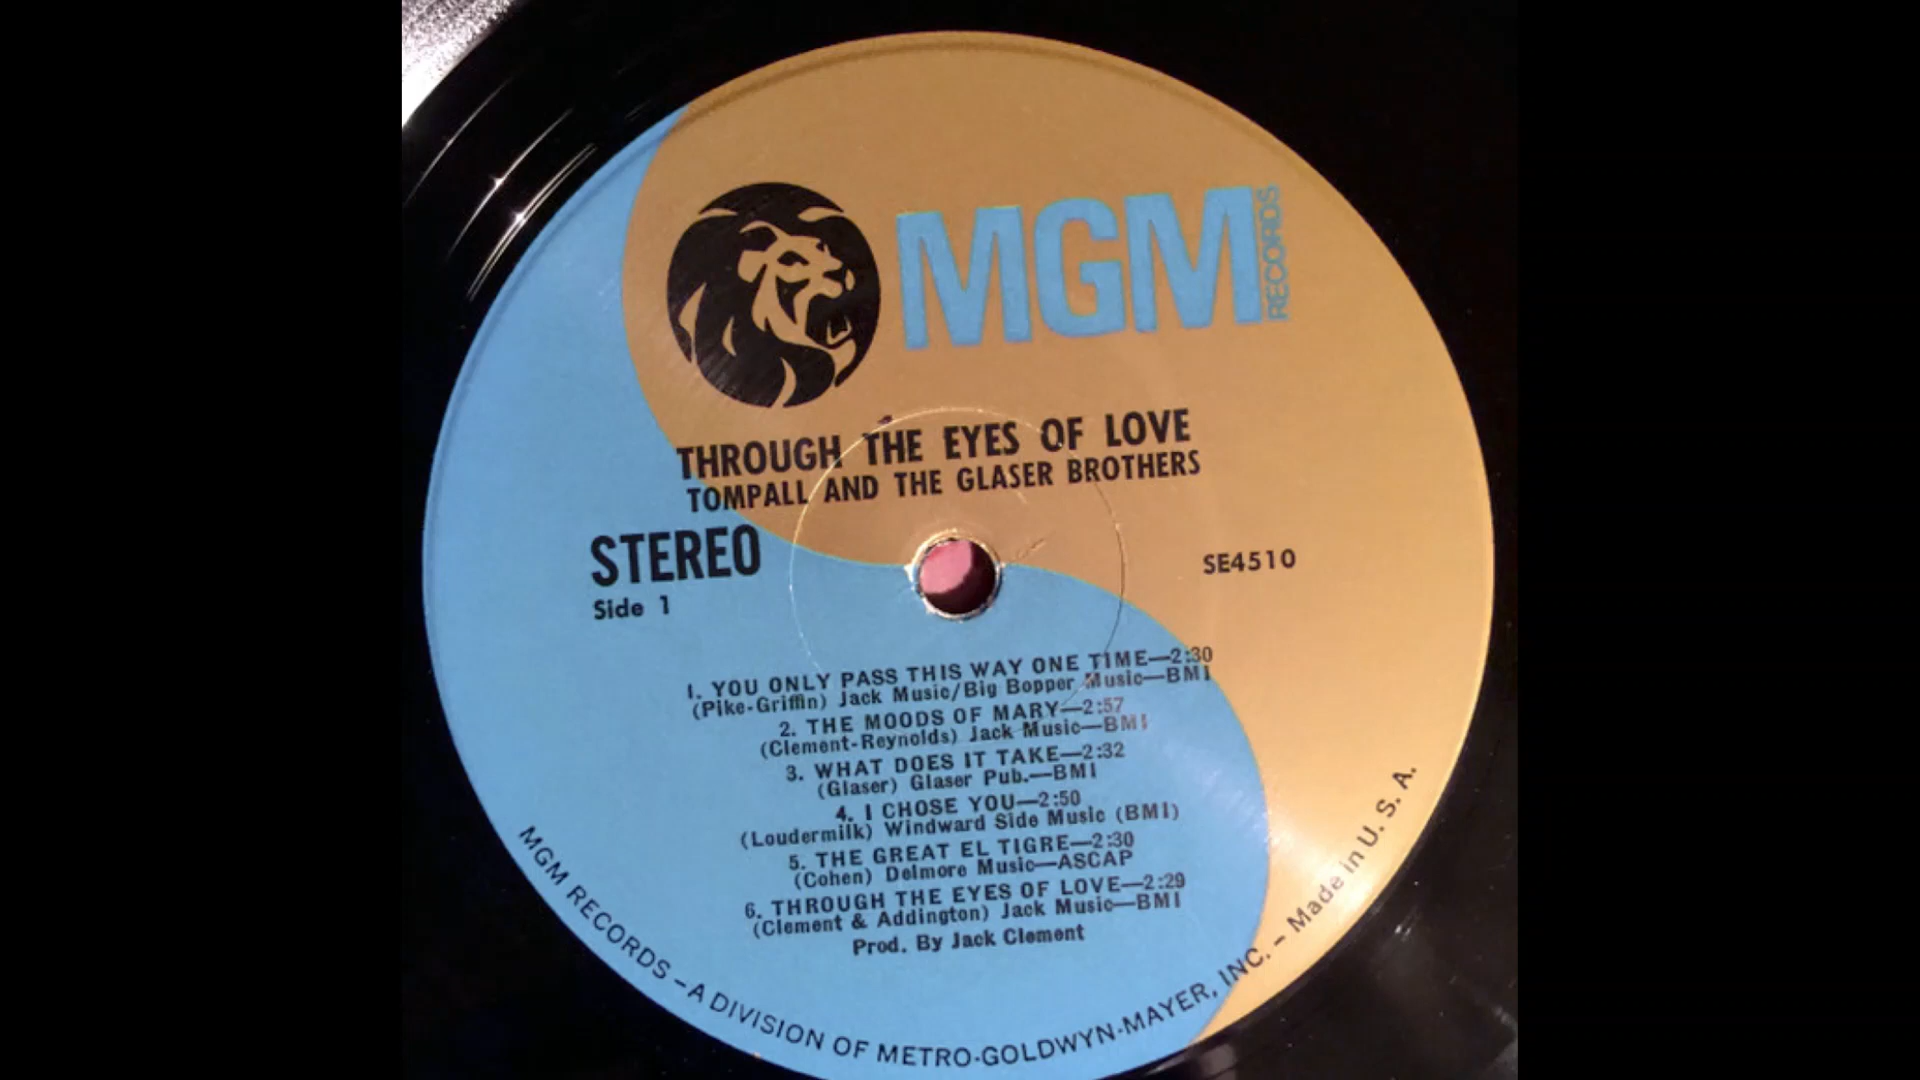 MGM RECORDS
THROUGH THE EYES OF LOVE
TOMPALL AND THE GLASER BROTHERS
STEREO
SE4510
Side 1
1. YOU ONLY PASS THIS WAY ONE TIME—2:30
(Pike-Griffin) Jack Music/Big Bopper Music—BMI
2. THE MOODS OF MARY—2:57
(Clement-Reynolds) Jack Music—BMI
3. WHAT DOES IT TAKE—2:32
(Glaser) Glaser Pub.—BMI
4. I CHOSE YOU—2:50
(Loudermilk) Windward Side Music (BMI)
5. THE GREAT EL TIGRE—2:30
(Cohen) Delmore Music—ASCAP
6. THROUGH THE EYES OF LOVE—2:29
(Clement & Addington) Jack Music—BMI
Prod. By Jack Clement
MGM RECORDS – A DIVISION OF METRO-GOLDWYN-MAYER, INC. – Made in U. S. A.